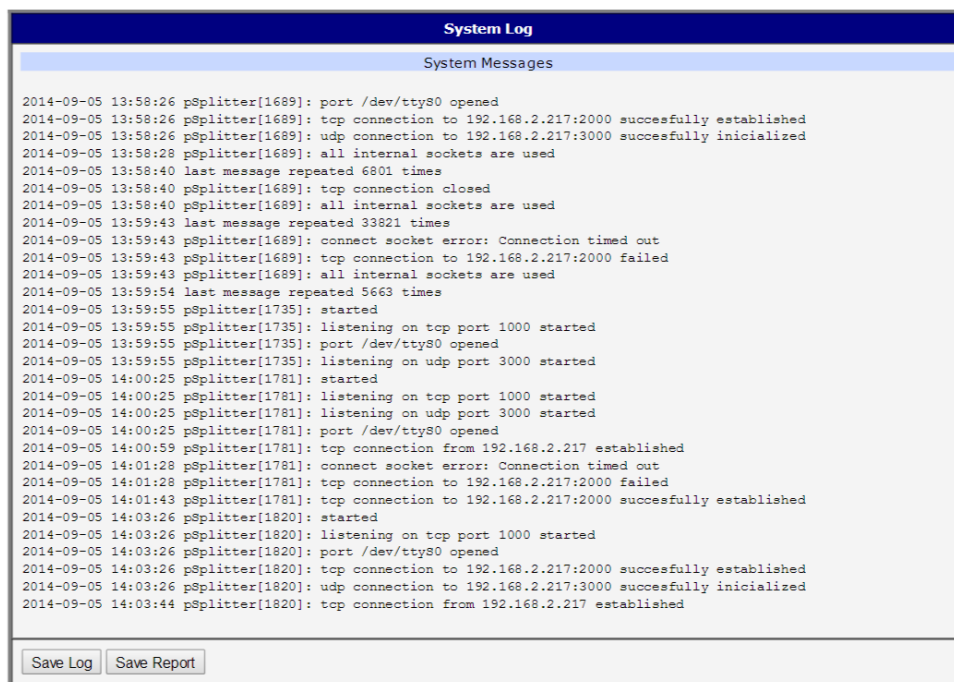 System Log
System Messages
2014-09-05 13:58:26 pSplitter[1689]: port /dev/ttyS0 opened
2014-09-05 13:58:26 pSplitter[1689]: tcp connection to 192.168.2.217:2000 succesfully established
2014-09-05 13:58:26 pSplitter[1689]: udp connection to 192.168.2.217:3000 succesfully inicialized
2014-09-05 13:58:28 pSplitter[1689]: all internal sockets are used
2014-09-05 13:58:40 last message repeated 6801 times
2014-09-05 13:58:40 pSplitter[1689]: tcp connection closed
2014-09-05 13:58:40 pSplitter[1689]: all internal sockets are used
2014-09-05 13:59:43 last message repeated 33821 times
2014-09-05 13:59:43 pSplitter[1689]: connect socket error: Connection timed out
2014-09-05 13:59:43 pSplitter[1689]: tcp connection to 192.168.2.217:2000 failed
2014-09-05 13:59:43 pSplitter[1689]: all internal sockets are used
2014-09-05 13:59:54 last message repeated 5663 times
2014-09-05 13:59:55 pSplitter[1735]: started
2014-09-05 13:59:55 pSplitter[1735]: listening on tcp port 1000 started
2014-09-05 13:59:55 pSplitter[1735]: port /dev/ttyS0 opened
2014-09-05 13:59:55 pSplitter[1735]: listening on udp port 3000 started
2014-09-05 14:00:25 pSplitter[1781]: started
2014-09-05 14:00:25 pSplitter[1781]: listening on tcp port 1000 started
2014-09-05 14:00:25 pSplitter[1781]: listening on udp port 3000 started
2014-09-05 14:00:25 pSplitter[1781]: port /dev/ttyS0 opened
2014-09-05 14:00:59 pSplitter[1781]: tcp connection from 192.168.2.217 established
2014-09-05 14:01:28 pSplitter[1781]: connect socket error: Connection timed out
2014-09-05 14:01:28 pSplitter[1781]: tcp connection to 192.168.2.217:2000 failed
2014-09-05 14:01:43 pSplitter[1781]: tcp connection to 192.168.2.217:2000 succesfully established
2014-09-05 14:03:26 pSplitter[1820]: started
2014-09-05 14:03:26 pSplitter[1820]: listening on tcp port 1000 started
2014-09-05 14:03:26 pSplitter[1820]: port /dev/ttyS0 opened
2014-09-05 14:03:26 pSplitter[1820]: tcp connection to 192.168.2.217:2000 succesfully established
2014-09-05 14:03:26 pSplitter[1820]: udp connection to 192.168.2.217:3000 succesfully inicialized
2014-09-05 14:03:44 pSplitter[1820]: tcp connection from 192.168.2.217 established
Save Log Save Report